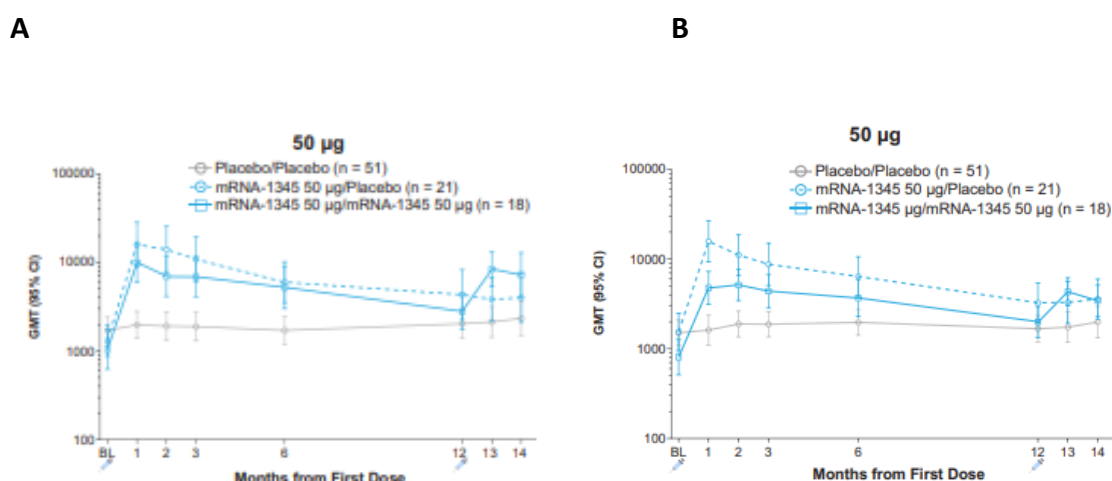 A
B
50 µg
Placebo/Placebo (n = 51)
mRNA-1345 50 µg/Placebo (n = 21)
mRNA-1345 50 µg/mRNA-1345 50 µg (n = 18)
100000
10000
1000
100
GMT (95% CI)
BL 1 2 3 6 12 13 14
Months from First Dose
50 µg
Placebo/Placebo (n = 51)
mRNA-1345 50 µg/Placebo (n = 21)
mRNA-1345 µg/mRNA-1345 50 µg (n = 18)
100000
10000
1000
100
GMT (95% CI)
BL 1 2 3 6 12 13 14
Months from First Dose